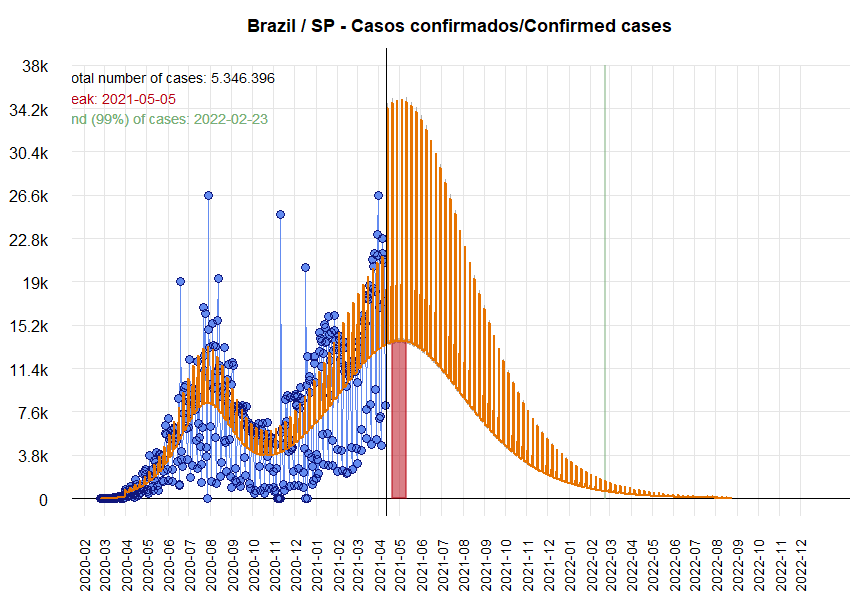 Brazil / SP - Casos confirmados/Confirmed cases
38k
34.2k
30.4k
26.6k
22.8k
19k
15.2k
11.4k
7.6k
3.8k
0
otal number of cases: 5.346.396
eak: 2021-05-05
nd (99%) of cases: 2022-02-23
2020-02
2020-03
2020-04
2020-05
2020-06
2020-07
2020-08
2020-09
2020-10
2020-11
2020-12
2021-01
2021-02
2021-03
2021-04
2021-05
2021-06
2021-07
2021-08
2021-09
2021-10
2021-11
2021-12
2022-01
2022-02
2022-03
2022-04
2022-05
2022-06
2022-07
2022-08
2022-09
2022-10
2022-11
2022-12